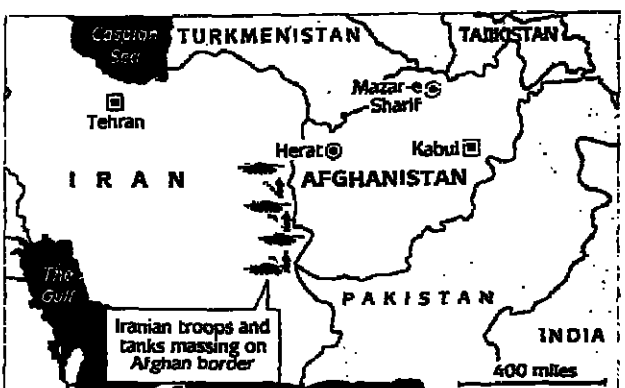 Caspian
Sea
TURKMENISTAN
TAJIKISTAN
Mazar-e
Sharif
Tehran
Herat
Kabul
IRAN
AFGHANISTAN
The
Gulf
PAKISTAN
Iranian troops and
tanks massing on
Afghan border
INDIA
400 miles